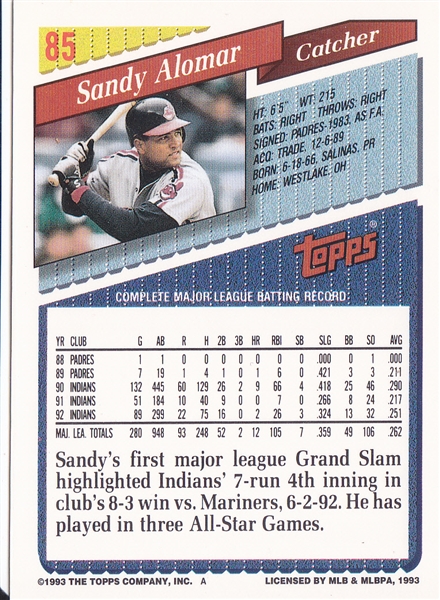 85
Sandy Alomar
Catcher
HT: 6'5" WT: 215
BATS: RIGHT THROWS: RIGHT
SIGNED: PADRES-1983, AS F.A.
ACQ: TRADE, 12-6-89
BORN: 6-18-66, SALINAS, PR
HOME: WESTLAKE, OH
TOPPS®
COMPLETE MAJOR LEAGUE BATTING RECORD
YR CLUB G AB R H 2B 3B HR RBI SB SLG BB SO AVG
88 PADRES 1 1 0 0 0 0 0 0 0 .000 0 1 .000
89 PADRES 7 19 1 4 1 0 1 6 0 .421 3 3 .211
90 INDIANS 132 445 60 129 26 2 9 66 4 .418 25 46 .290
91 INDIANS 51 184 10 40 9 0 0 7 0 .266 8 24 .217
92 INDIANS 89 299 22 75 16 0 2 26 3 .324 13 32 .251
MAJ. LEA. TOTALS 280 948 93 248 52 2 12 105 7 .359 49 106 .262
Sandy's first major league Grand Slam
highlighted Indians' 7-run 4th inning in
club's 8-3 win vs. Mariners, 6-2-92. He has
played in three All-Star Games.
©1993 THE TOPPS COMPANY, INC. A LICENSED BY MLB & MLBPA, 1993